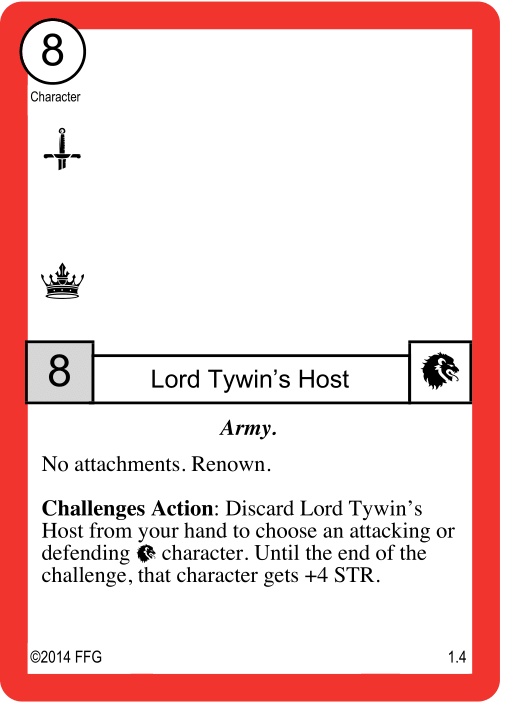 8
Character
8
Lord Tywin’s Host
Army.
No attachments. Renown.
Challenges Action: Discard Lord Tywin’s
Host from your hand to choose an attacking or
defending character. Until the end of the
challenge, that character gets +4 STR.
©2014 FFG
1.4